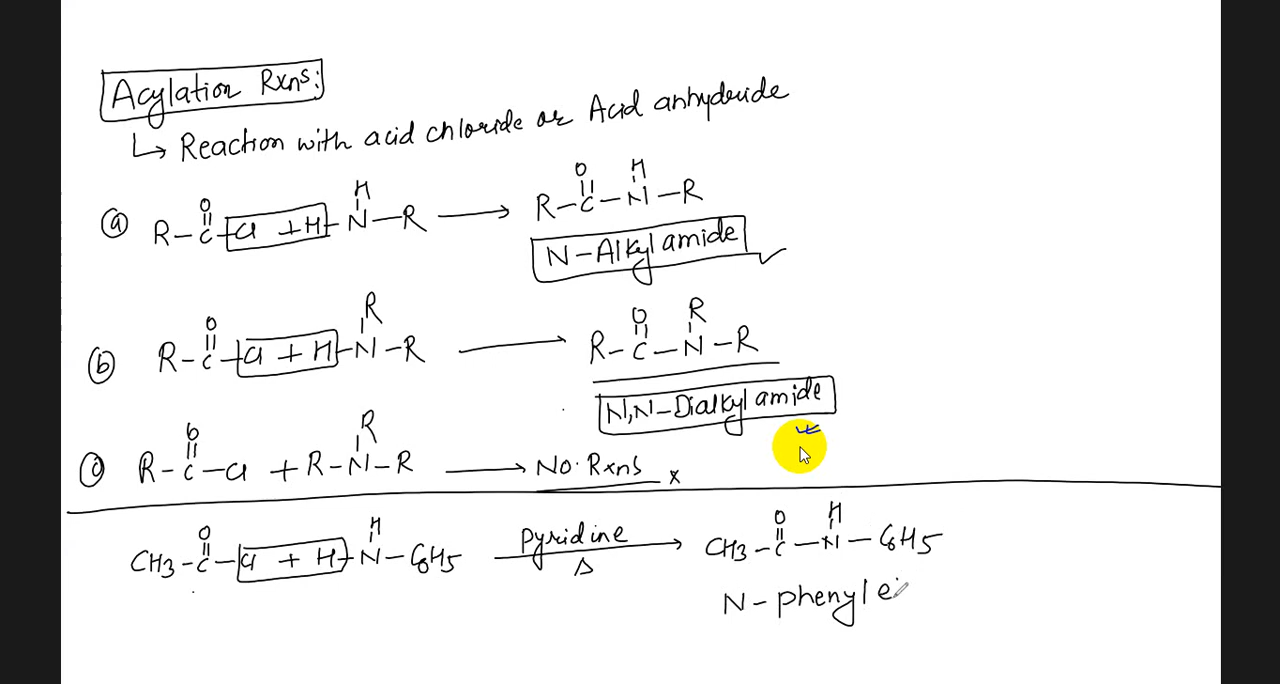 Acylation Rxns:
↳ Reaction with acid chloride or Acid anhydride
(a) R-C(=O)-Cl + H-N(H)-R ⟶ R-C(=O)-N(H)-R
N-Alkyl amide ✓
(b) R-C(=O)-Cl + H-N(R)-R ⟶ R-C(=O)-N(R)-R
N,N-Dialkyl amide
(c) R-C(=O)-Cl + R-N(R)-R ⟶ No. Rxns x
CH3-C(=O)-Cl + H-N(H)-C6H5 Pyridine Δ ⟶ CH3-C(=O)-N(H)-C6H5
N-phenyl e